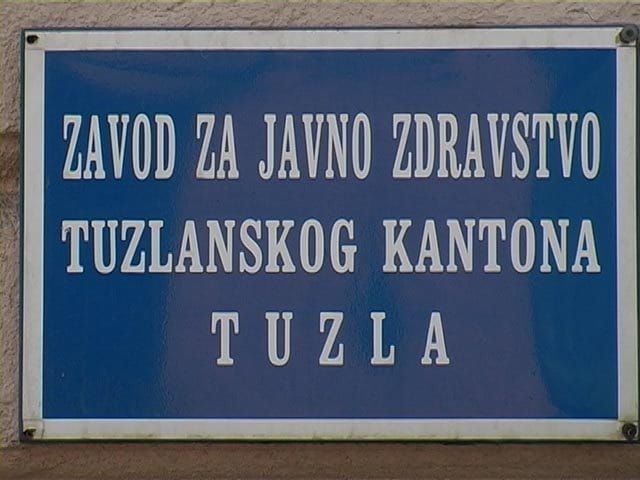 ZAVOD ZA JAVNO ZDRAVSTVO
TUZLANSKOG KANTONA
TUZLA